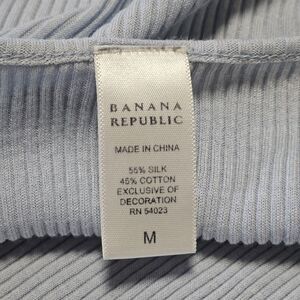 BANANA
REPUBLIC
MADE IN CHINA
55% SILK
45% COTTON
EXCLUSIVE OF
DECORATION
RN 54023
M